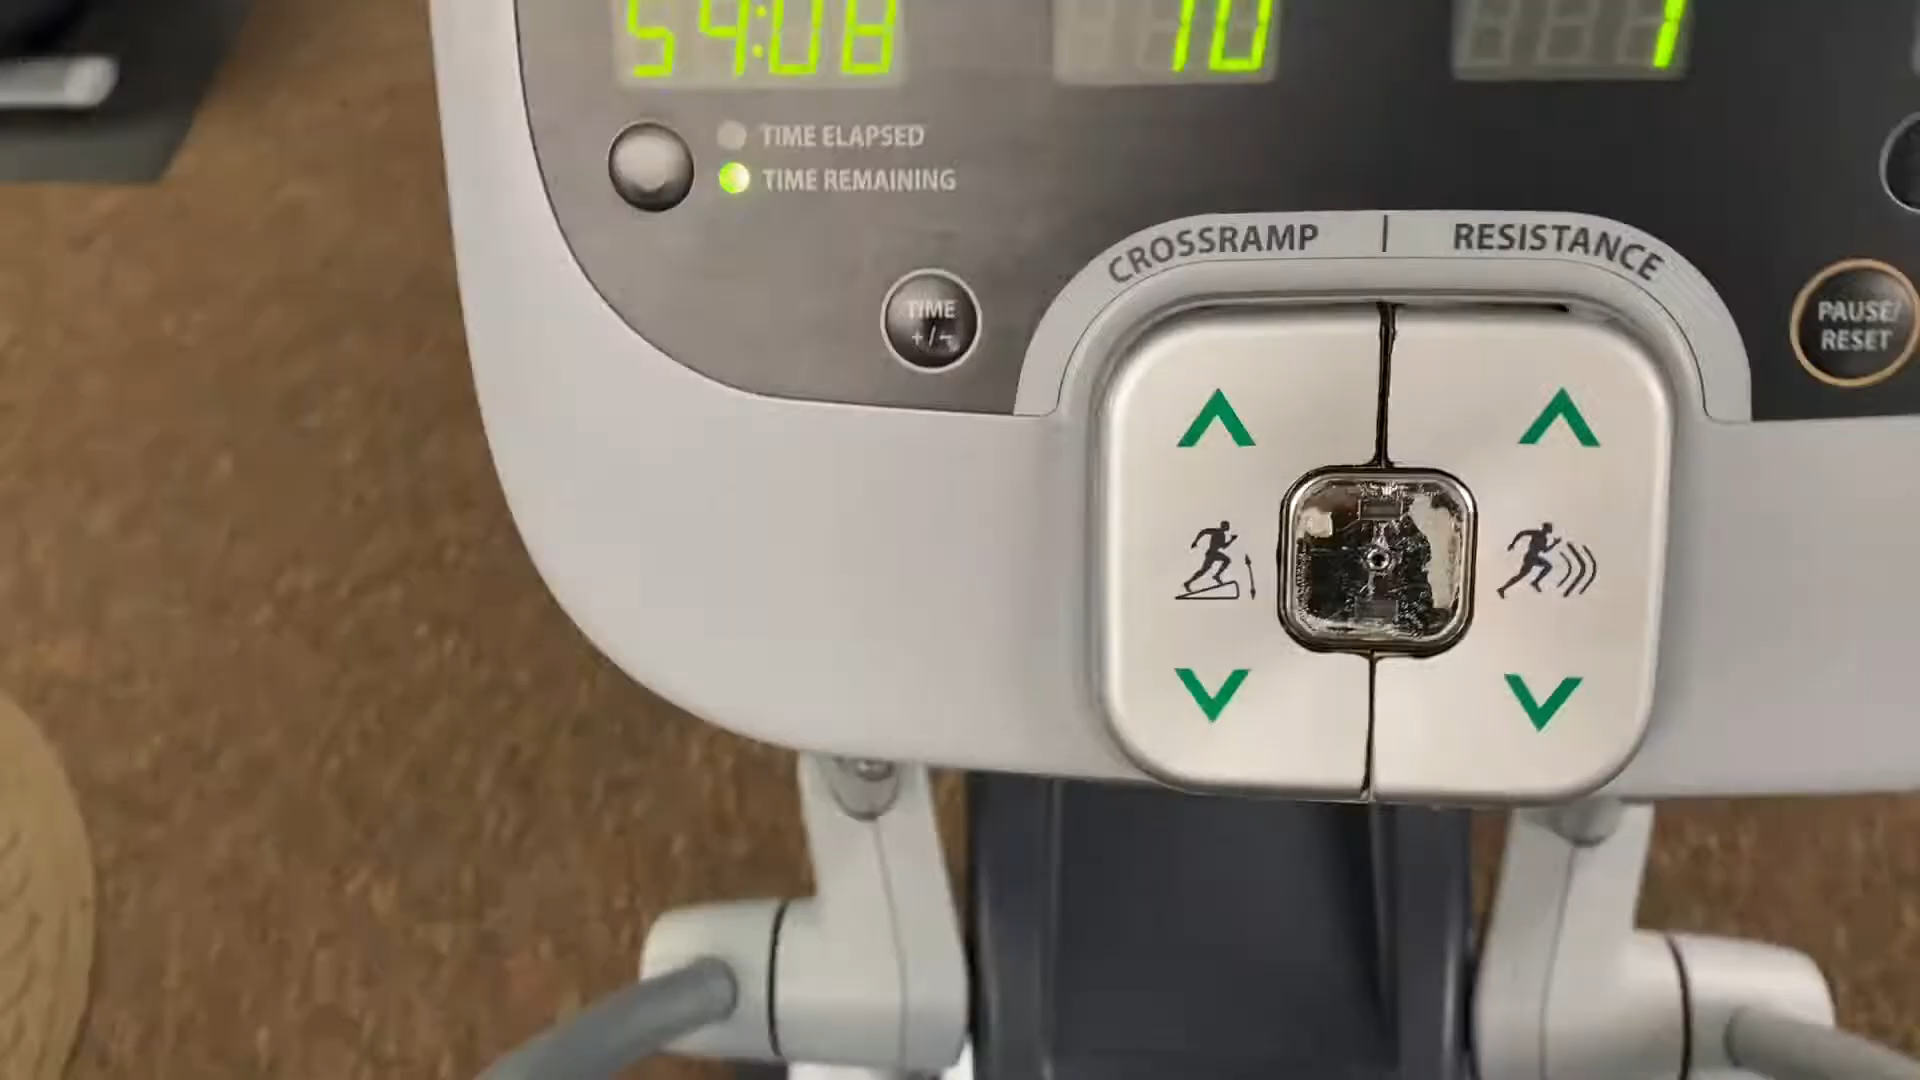 54:08 10 1
TIME ELAPSED
TIME REMAINING
CROSSRAMP | RESISTANCE
TIME
+/-
PAUSE/
RESET